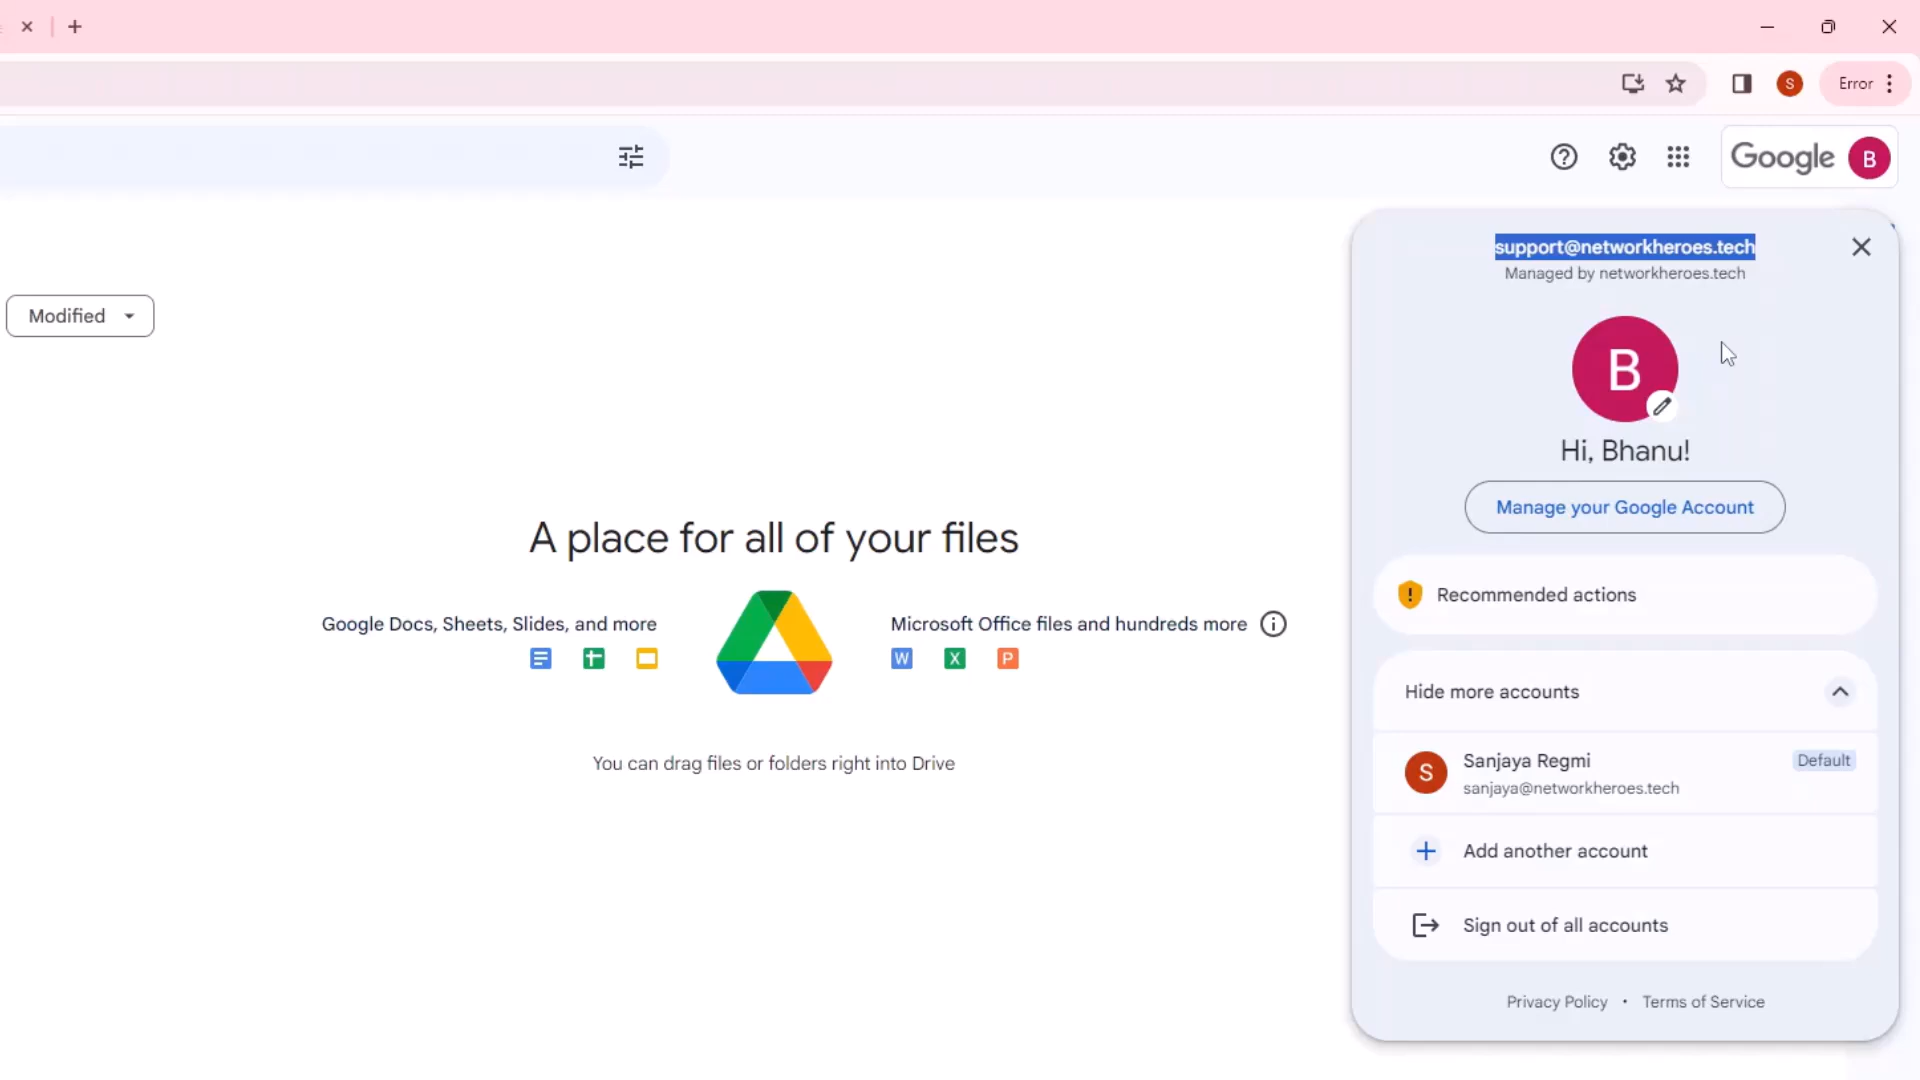 S
Error
Google
B
support@networkheroes.tech
Managed by networkheroes.tech
Modified
B
Hi, Bhanu!
Manage your Google Account
A place for all of your files
Recommended actions
Google Docs, Sheets, Slides, and more
Microsoft Office files and hundreds more
W
X
P
Hide more accounts
You can drag files or folders right into Drive
S
Sanjaya Regmi
Default
sanjaya@networkheroes.tech
Add another account
Sign out of all accounts
Privacy Policy • Terms of Service